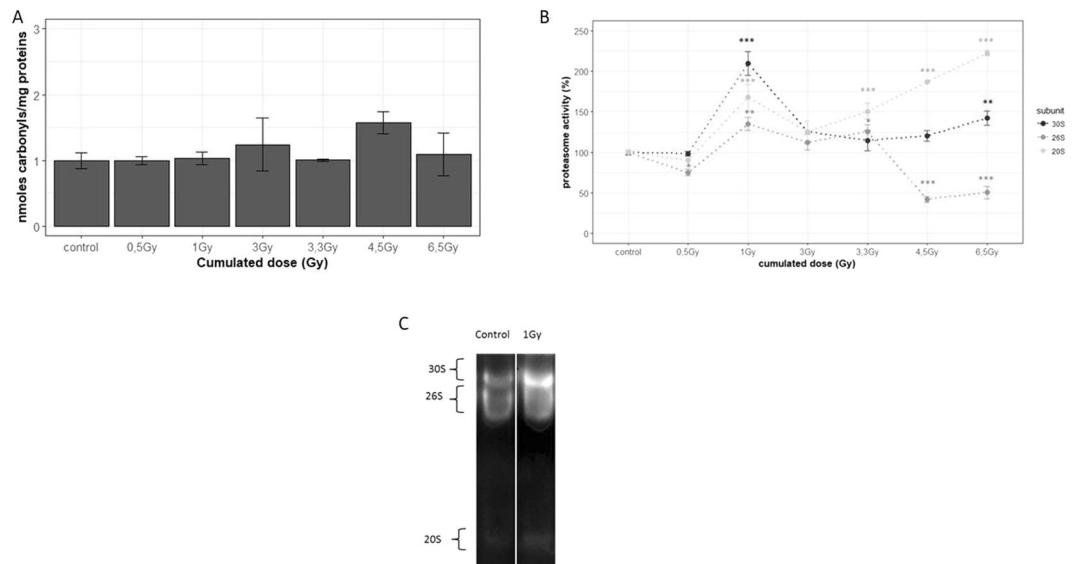 A
nmoles carbonyls/mg proteins
3
2
1
0
control 0,5Gy 1Gy 3Gy 3,3Gy 4,5Gy 6,5Gy
Cumulated dose (Gy)
B
proteasome activity (%)
250
200
150
100
50
0
*** *** ** * *** * *** *** *** ** ***
control 0,5Gy 1Gy 3Gy 3,3Gy 4,5Gy 6,5Gy
cumulated dose (Gy)
subunit
30S
26S
20S
C
Control 1Gy
30S
26S
20S